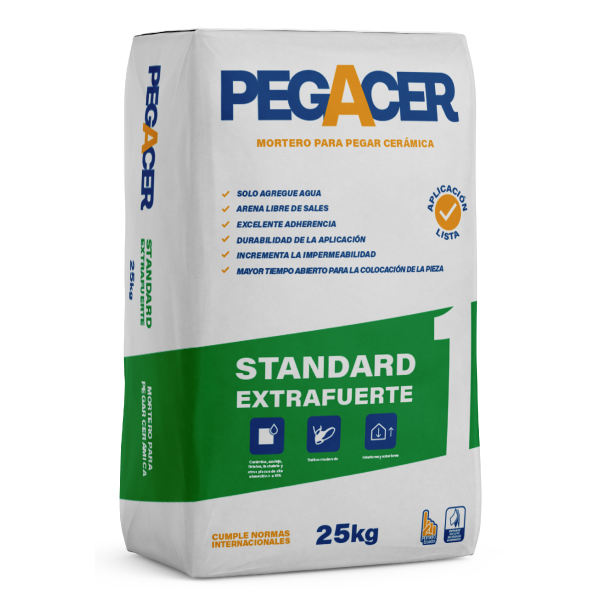 PEGACER
MORTERO PARA PEGAR CERÁMICA
SOLO AGREGUE AGUA
ARENA LIBRE DE SALES
EXCELENTE ADHERENCIA
DURABILIDAD DE LA APLICACIÓN
INCREMENTA LA IMPERMEABILIDAD
MAYOR TIEMPO ABIERTO PARA LA COLOCACIÓN DE LA PIEZA
APLICACIÓN
LISTA
1
STANDARD
EXTRAFUERTE
CUMPLE NORMAS
INTERNACIONALES
25kg
PEGACER
STANDARD
EXTRAFUERTE
25kg
MORTERO PARA
PEGAR CERÁMICA